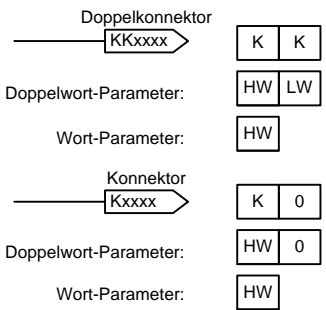 Doppelkonnektor
KKxxxx K K
Doppelwort-Parameter: HW LW
Wort-Parameter: HW
Konnektor
Kxxxx K 0
Doppelwort-Parameter: HW 0
Wort-Parameter: HW